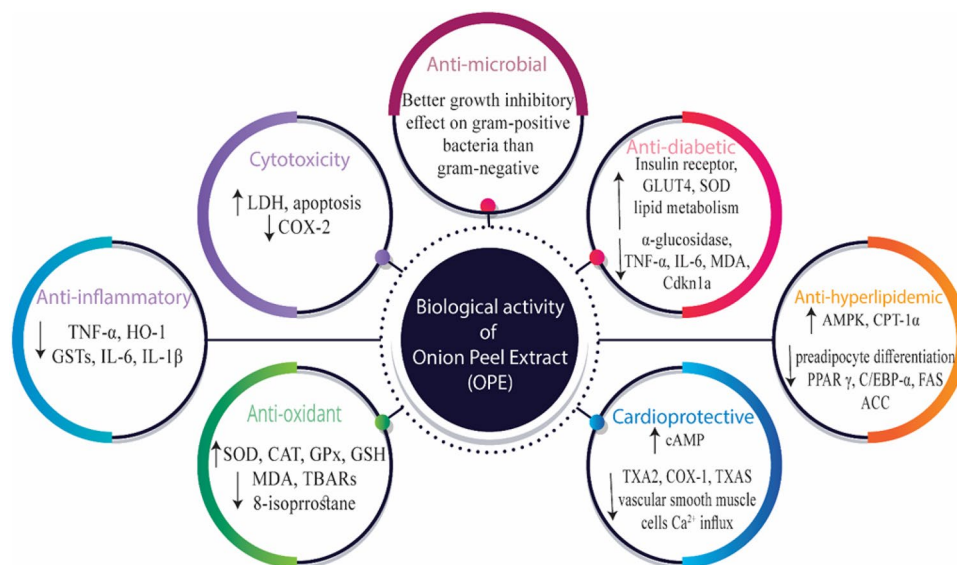 Anti-microbial
Better growth inhibitory
effect on gram-positive
bacteria than
gram-negative
Cytotoxicity
↑ LDH, apoptosis
↓ COX-2
Anti-diabetic
↑ Insulin receptor,
GLUT4, SOD
lipid metabolism
↓ α-glucosidase,
TNF-α, IL-6, MDA,
Cdkn1a
Anti-inflammatory
↓ TNF-α, HO-1
GSTs, IL-6, IL-1β
Biological activity
of
Onion Peel Extract
(OPE)
Anti-hyperlipidemic
↑ AMPK, CPT-1α
↓ preadipocyte differentiation
PPAR γ, C/EBP-α, FAS
ACC
Anti-oxidant
↑ SOD, CAT, GPx, GSH
↓ MDA, TBARs
8-isoprrostane
Cardioprotective
↑ cAMP
↓ TXA2, COX-1, TXAS
vascular smooth muscle
cells Ca²⁺ influx